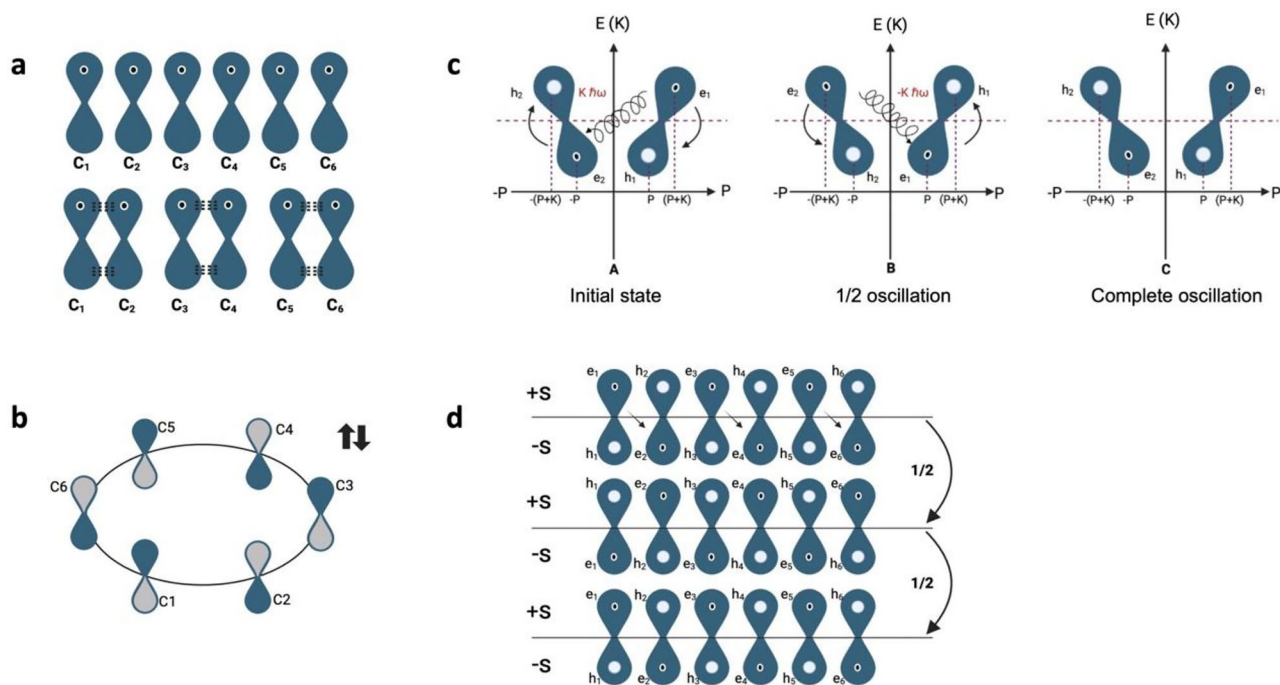 a
C1 C2 C3 C4 C5 C6
C1 C2 C3 C4 C5 C6
b
C5 C4
C6 C3
C1 C2
c
E (K) E (K) E (K)
h2 K ℏω e1 e2 -K ℏω h1 h2 e1
e2 h1 h2 e1 e2 h1
-P P -P P -P P
-(P+K) -P P (P+K) -(P+K) -P P (P+K) -(P+K) -P P (P+K)
A B C
Initial state 1/2 oscillation Complete oscillation
d
e1 h2 e3 h4 e5 h6
+S
-S
h1 e2 h3 e4 h5 e6
1/2
h1 e2 h3 e4 h5 e6
+S
-S
e1 h2 e3 h4 e5 h6
1/2
e1 h2 e3 h4 e5 h6
+S
-S
h1 e2 h3 e4 h5 e6